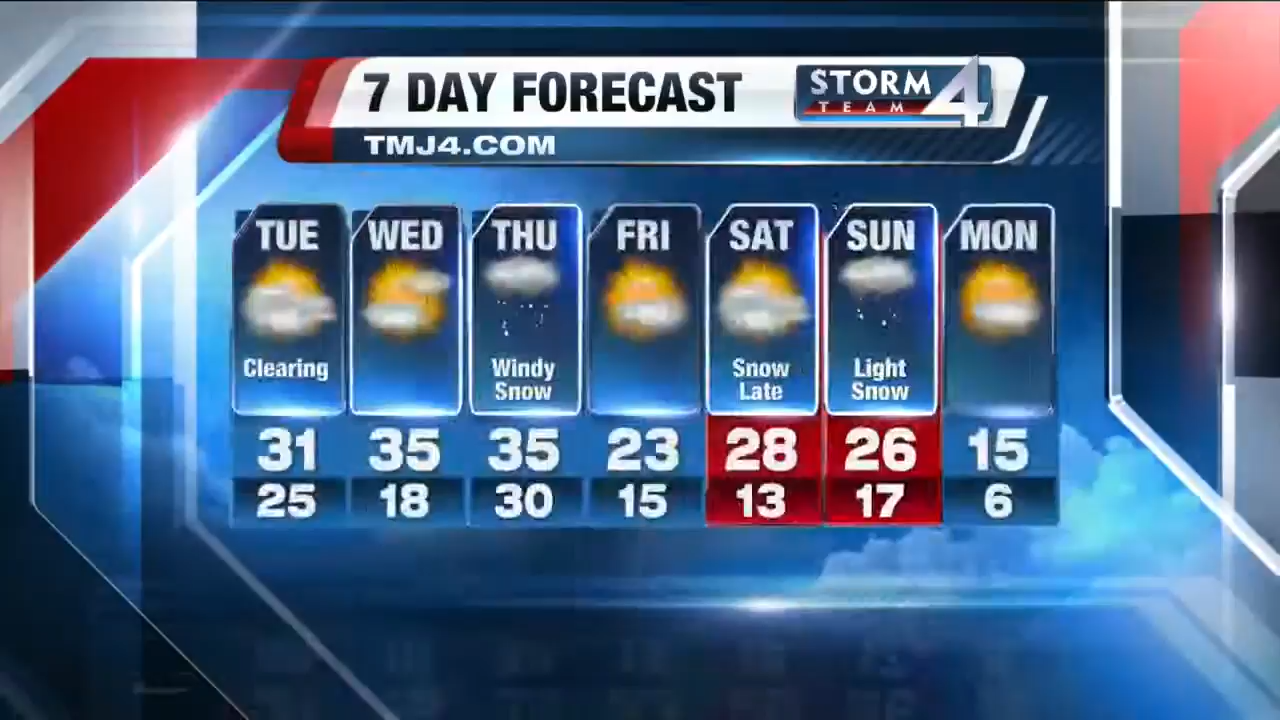 7 DAY FORECAST
STORM
TEAM 4
TMJ4.COM
TUE WED THU FRI SAT SUN MON
Clearing Windy Snow Light
Snow Late Snow
31 35 35 23 28 26 15
25 18 30 15 13 17 6